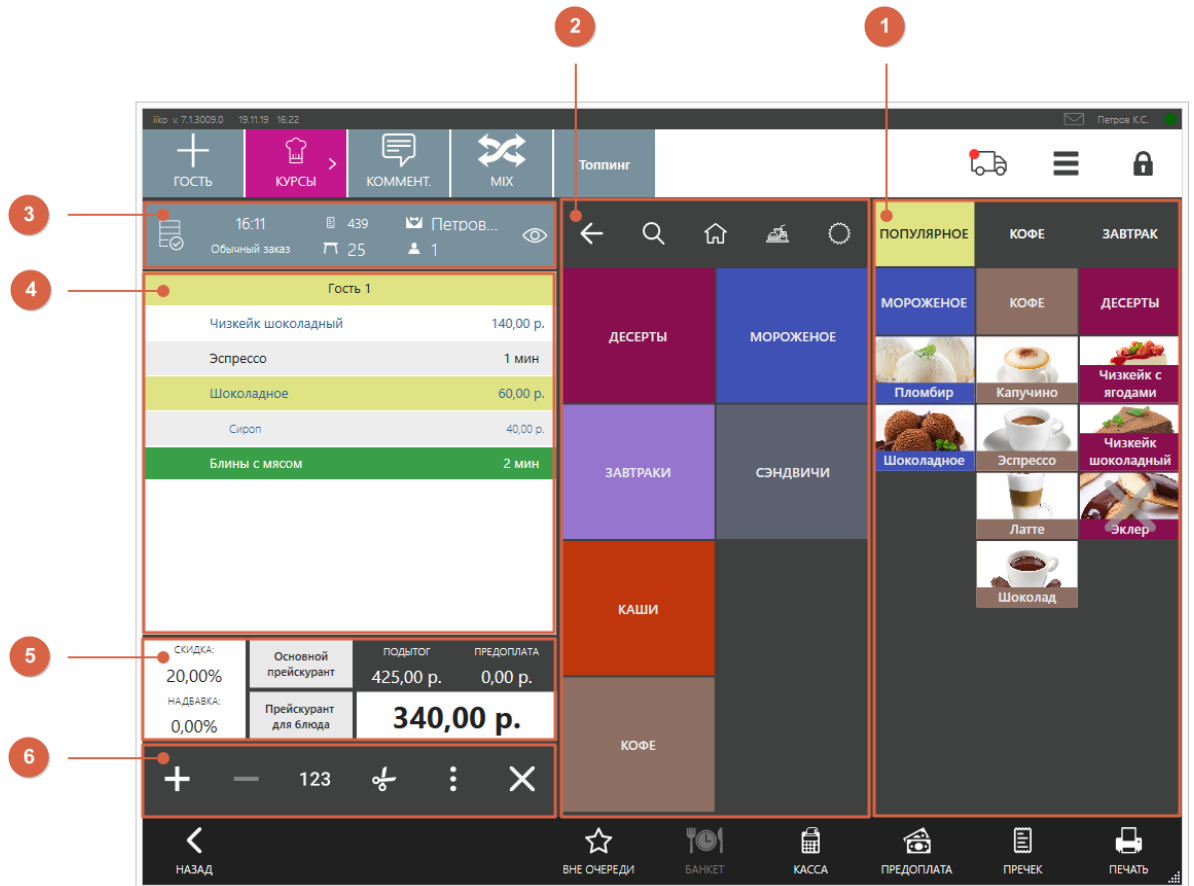 2
1
iiko v. 7.1.3009.0 19.11.19 16:22
Петров К.С.
ГОСТЬ
КУРСЫ
КОММЕНТ.
MIX
Топпинг
3
16:11 439 Петров...
Обычный заказ 25 1
ПОПУЛЯРНОЕ
КОФЕ
ЗАВТРАК
4
Гость 1
Чизкейк шоколадный 140,00 р.
Эспрессо 1 мин
Шоколадное 60,00 р.
Сироп 40,00 р.
Блины с мясом 2 мин
ДЕСЕРТЫ
МОРОЖЕНОЕ
ЗАВТРАКИ
СЭНДВИЧИ
КАШИ
КОФЕ
МОРОЖЕНОЕ
КОФЕ
ДЕСЕРТЫ
Пломбир
Капучино
Чизкейк с
ягодами
Шоколадное
Эспрессо
Чизкейк
шоколадный
Латте
Эклер
Шоколад
5
СКИДКА:
20,00%
НАДБАВКА:
0,00%
Основной
прейскурант
Прейскурант
для блюда
ПОДЫТОГ
425,00 р.
ПРЕДОПЛАТА
0,00 р.
340,00 р.
6
123
НАЗАД
ВНЕ ОЧЕРЕДИ
БАНКЕТ
КАССА
ПРЕДОПЛАТА
ПРЕЧЕК
ПЕЧАТЬ